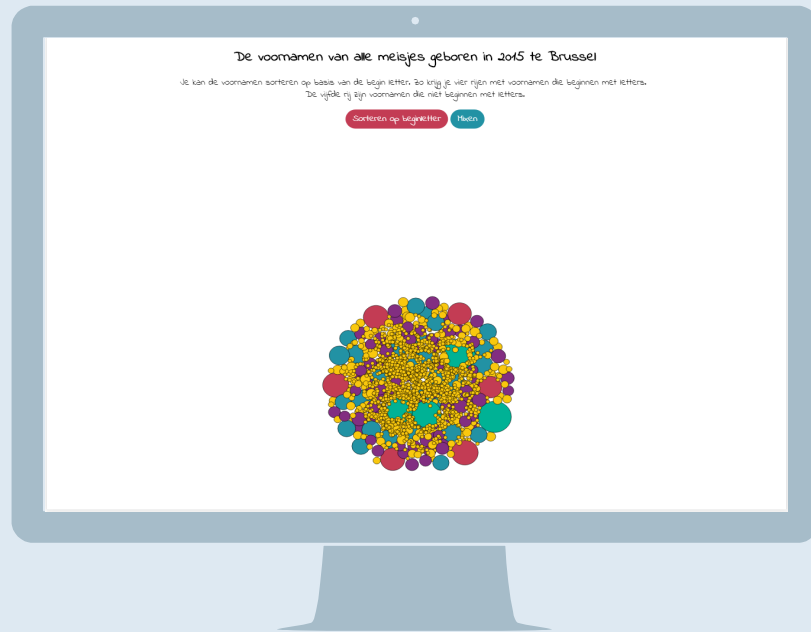 De voornamen van alle meisjes geboren in 2015 te Brussel
Je kan de voornamen sorteren op basis van de begin letter. Zo krijg je vier rijen met voornamen die beginnen met letters.
De vijfde rij zijn voornamen die niet beginnen met letters.
Sorteren op beginletter Mixen